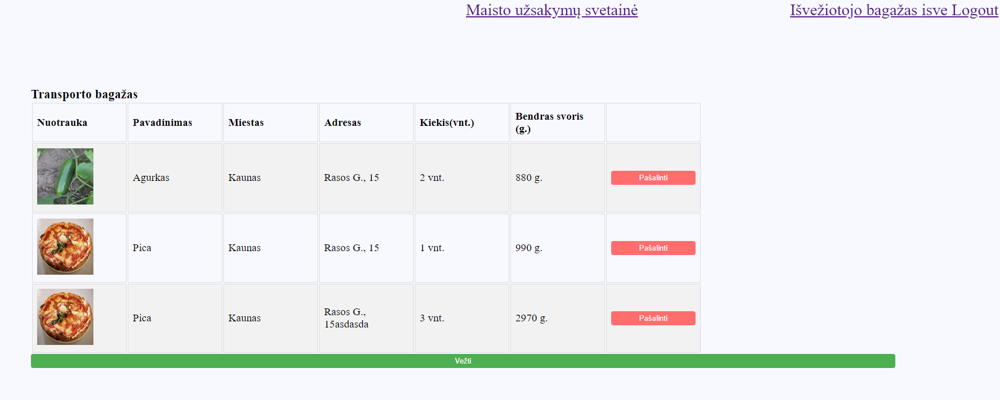 Maisto užsakymų svetainė
Išvežiotojo bagažas isve Logout
Transporto bagažas
Nuotrauka Pavadinimas Miestas Adresas Kiekis(vnt.) Bendras svoris (g.)
Agurkas Kaunas Rasos G., 15 2 vnt. 880 g. Pašalinti
Pica Kaunas Rasos G., 15 1 vnt. 990 g. Pašalinti
Pica Kaunas Rasos G., 15asdasda 3 vnt. 2970 g. Pašalinti
Vežti